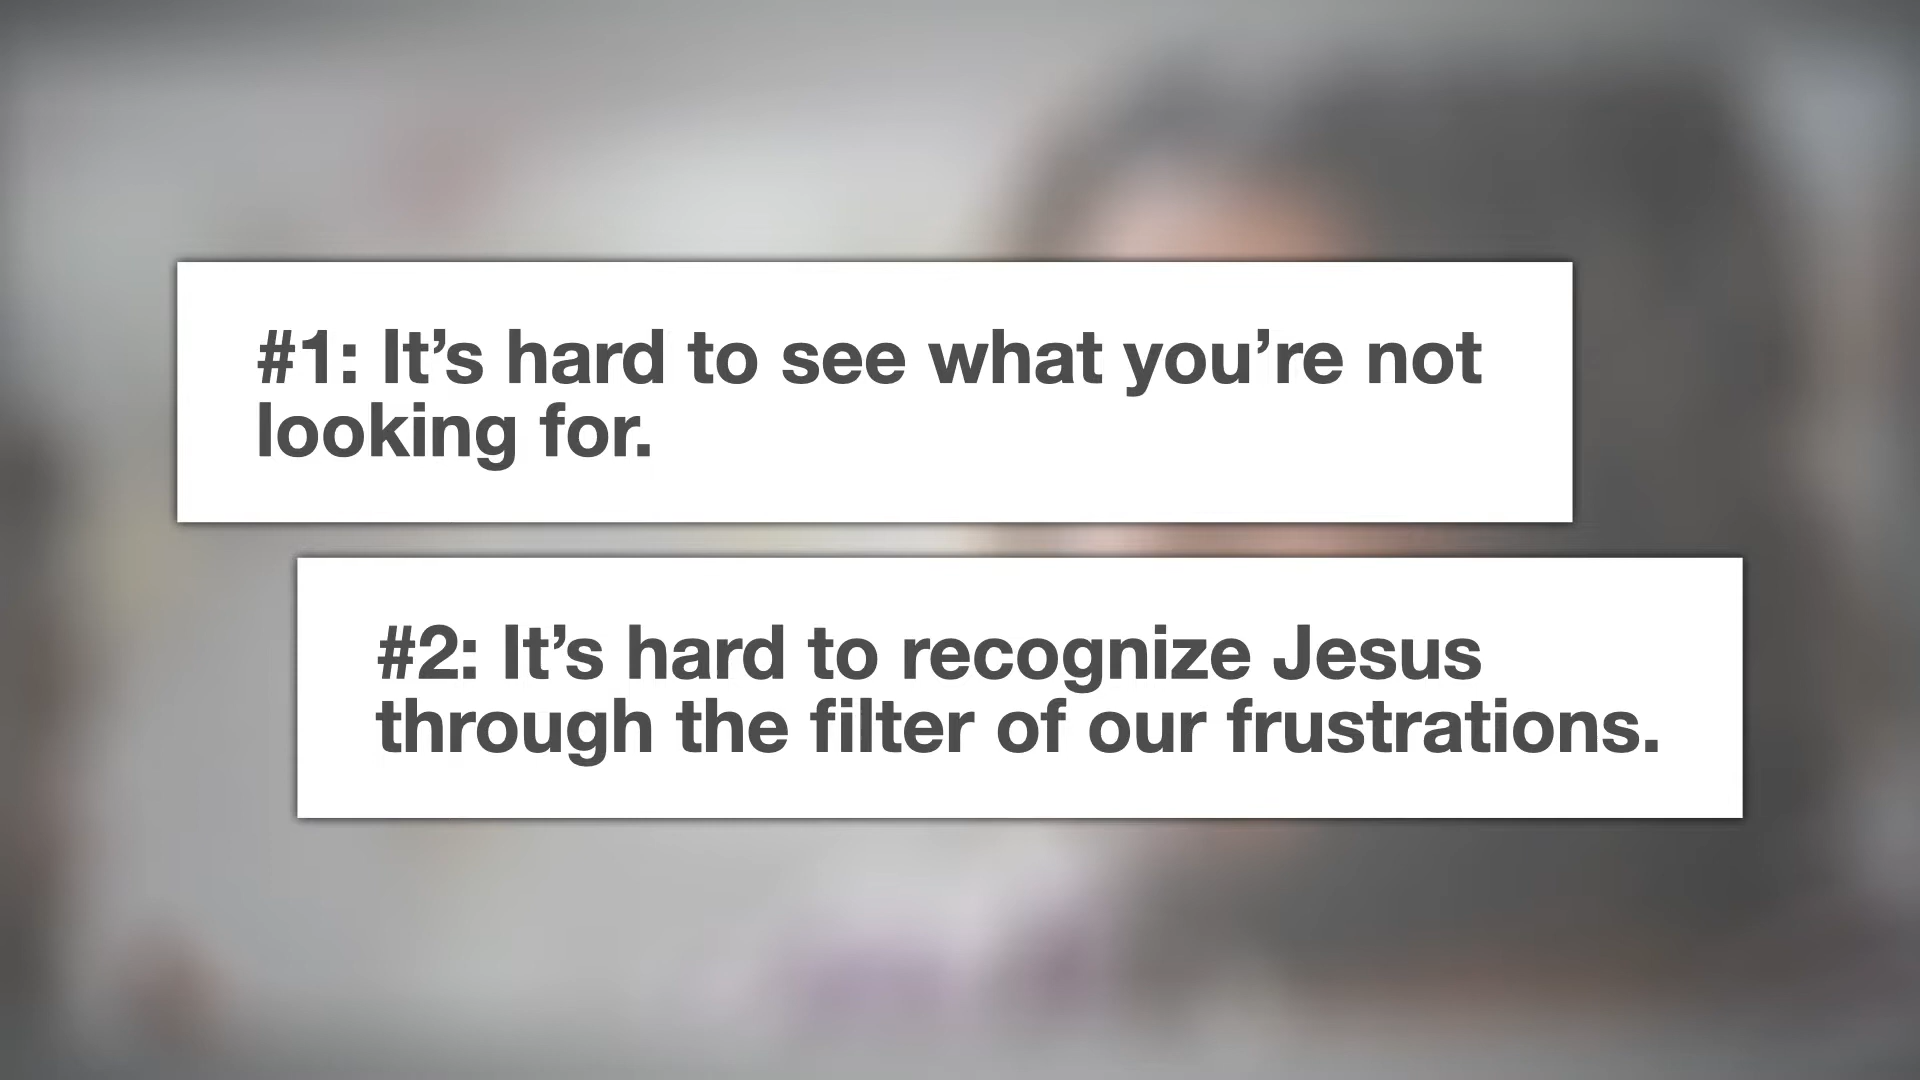 #1: It’s hard to see what you’re not
looking for.
#2: It’s hard to recognize Jesus
through the filter of our frustrations.